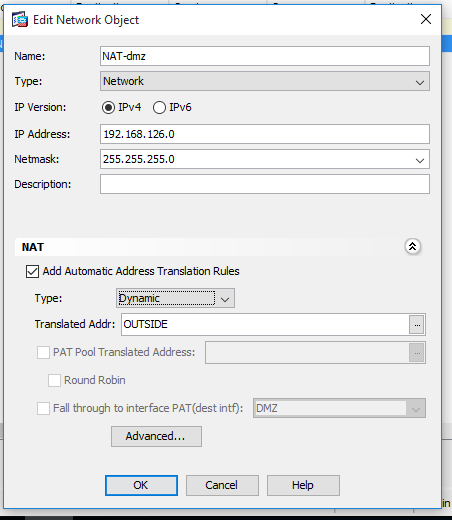 Edit Network Object
Name: NAT-dmz
Type: Network
IP Version: IPv4 IPv6
IP Address: 192.168.126.0
Netmask: 255.255.255.0
Description:
NAT
Add Automatic Address Translation Rules
Type: Dynamic
Translated Addr: OUTSIDE ...
PAT Pool Translated Address: ...
Round Robin
Fall through to interface PAT(dest intf): DMZ
Advanced...
OK Cancel Help